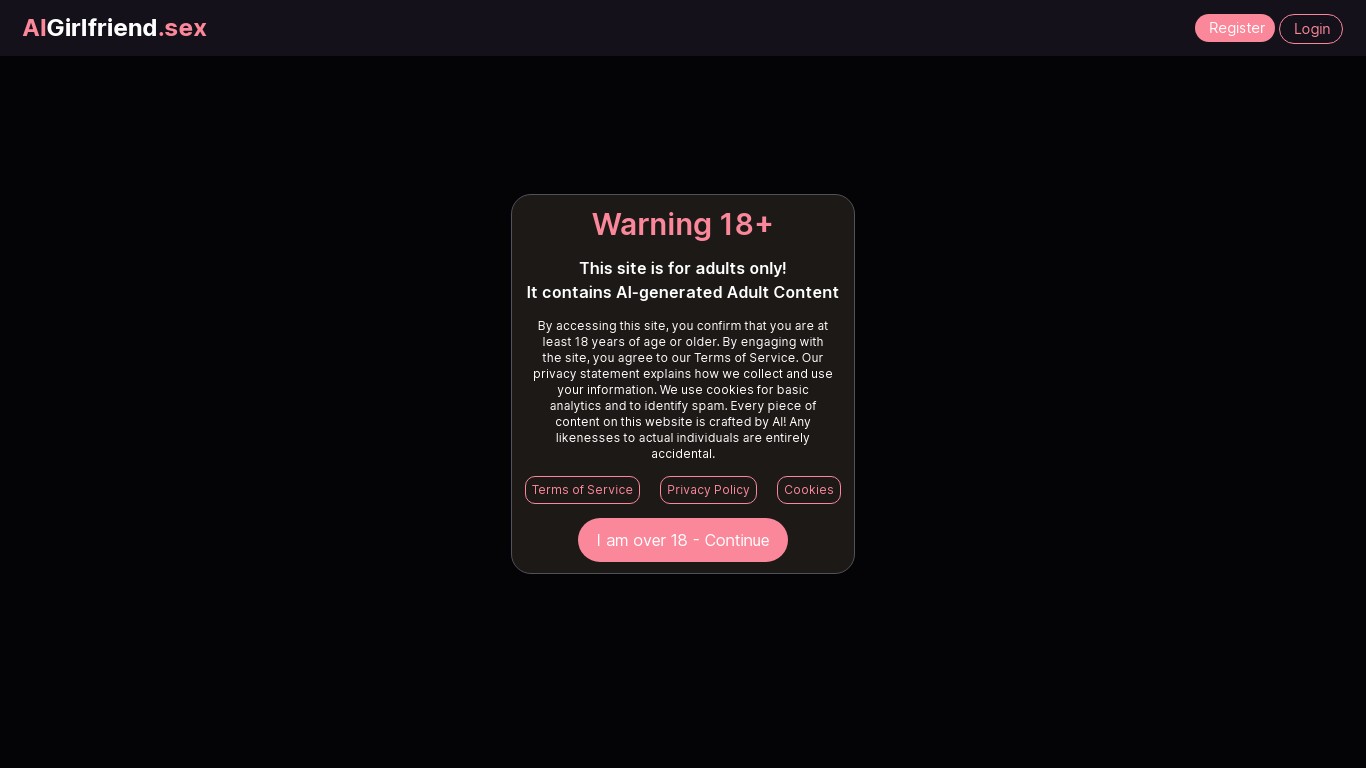 AIGirlfriend.sex
Register
Login
Warning 18+
This site is for adults only!
It contains AI-generated Adult Content
By accessing this site, you confirm that you are at
least 18 years of age or older. By engaging with
the site, you agree to our Terms of Service. Our
privacy statement explains how we collect and use
your information. We use cookies for basic
analytics and to identify spam. Every piece of
content on this website is crafted by AI! Any
likenesses to actual individuals are entirely
accidental.
Terms of Service
Privacy Policy
Cookies
I am over 18 - Continue